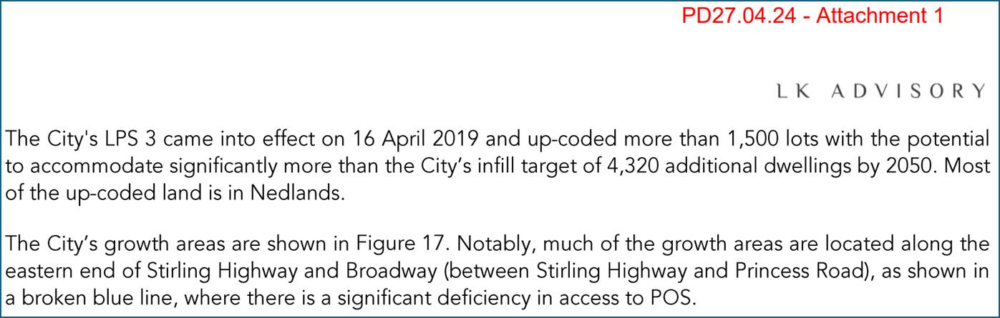 PD27.04.24 - Attachment 1
LK ADVISORY
The City's LPS 3 came into effect on 16 April 2019 and up-coded more than 1,500 lots with the potential
to accommodate significantly more than the City’s infill target of 4,320 additional dwellings by 2050. Most
of the up-coded land is in Nedlands.
The City’s growth areas are shown in Figure 17. Notably, much of the growth areas are located along the
eastern end of Stirling Highway and Broadway (between Stirling Highway and Princess Road), as shown in
a broken blue line, where there is a significant deficiency in access to POS.